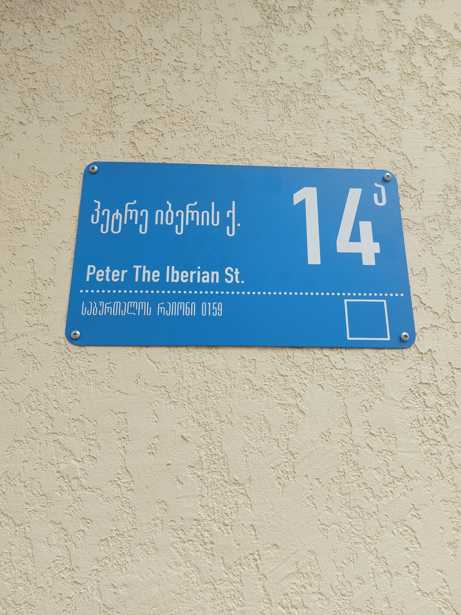 პეტრე იბერის ქ.
14ა
Peter The Iberian St.
საბურთალოს რაიონი 0159